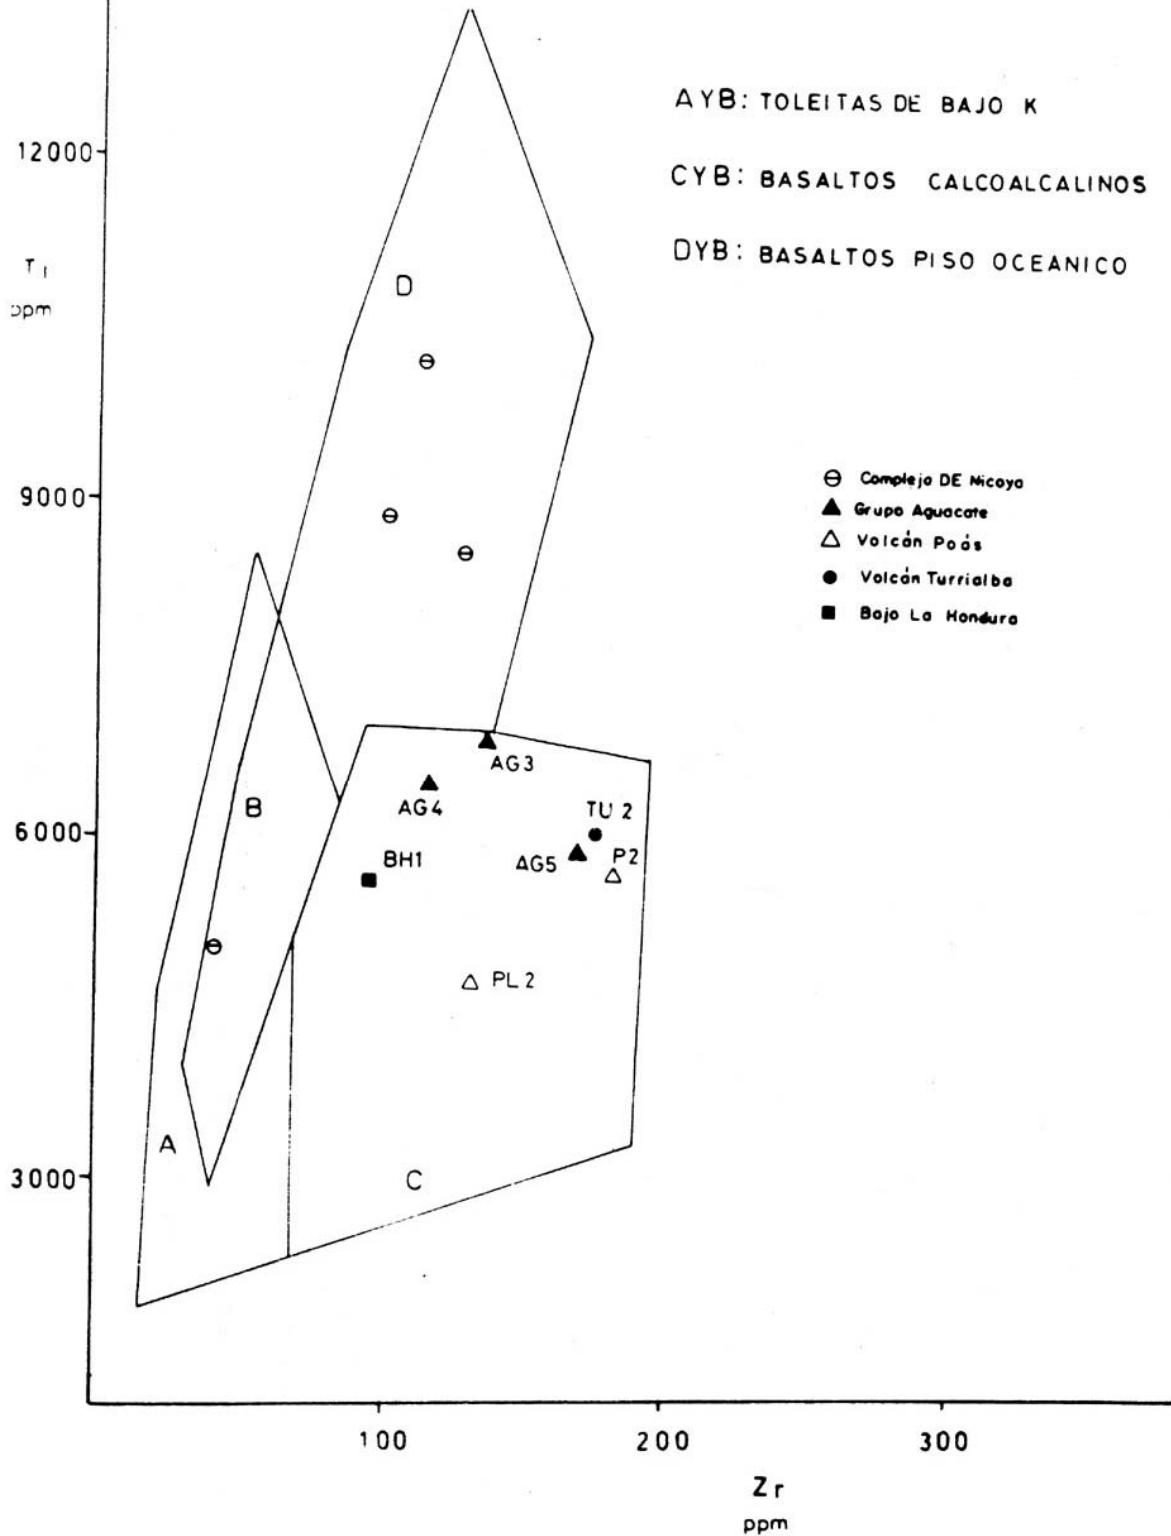 AYB: TOLEITAS DE BAJO K
12000
CYB: BASALTOS CALCOALCALINOS
DYB: BASALTOS PISO OCEANICO
Ti
ppm
D
Complejo DE Nicoya
9000
Grupo Aguacate
Volcán Poás
Volcán Turrialba
Bajo La Hondura
AG3
B
AG4
TU 2
6000
BH1
AG5
P2
PL 2
A
3000
C
100
200
300
Zr
ppm